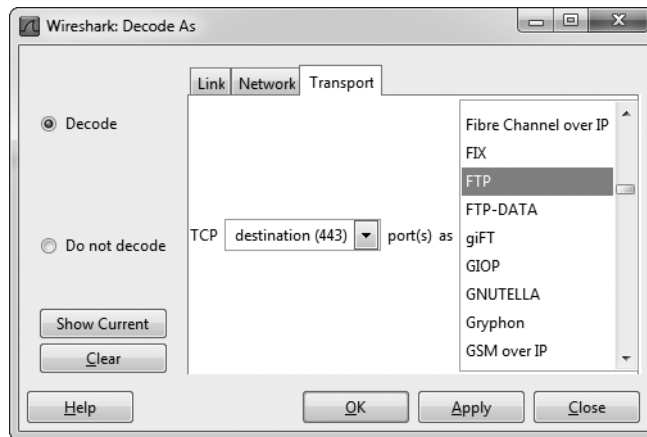 Wireshark: Decode As
Link Network Transport
Decode
Do not decode
Show Current
Clear
TCP destination (443) port(s) as
Fibre Channel over IP
FIX
FTP
FTP-DATA
giFT
GIOP
GNUTELLA
Gryphon
GSM over IP
Help OK Apply Close